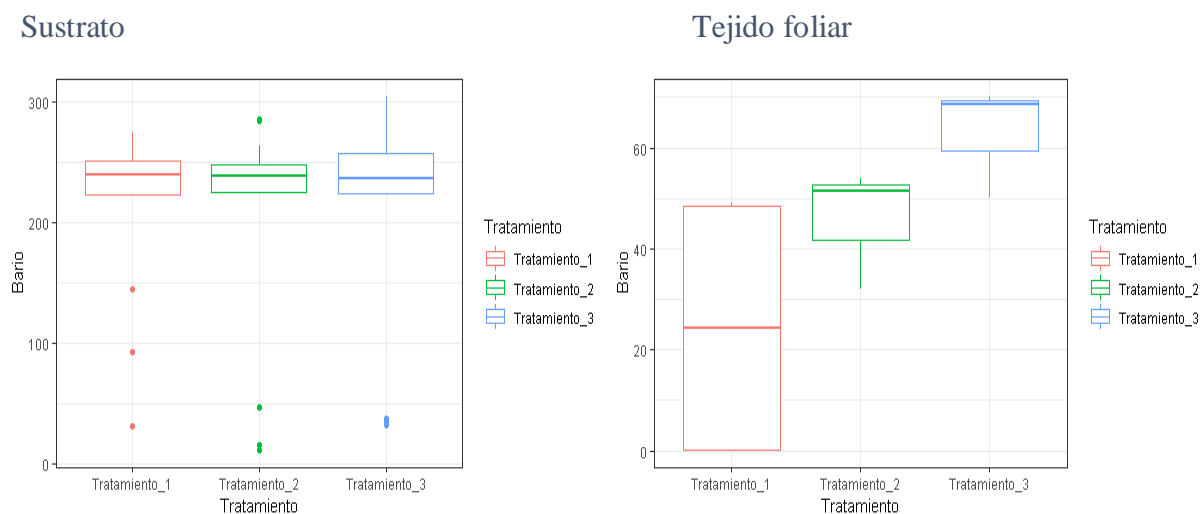 Sustrato
Tejido foliar
300
200
100
0
Bario
Tratamiento_1 Tratamiento_2 Tratamiento_3
Tratamiento
Tratamiento
Tratamiento_1
Tratamiento_2
Tratamiento_3
60
40
20
0
Bario
Tratamiento_1 Tratamiento_2 Tratamiento_3
Tratamiento
Tratamiento
Tratamiento_1
Tratamiento_2
Tratamiento_3